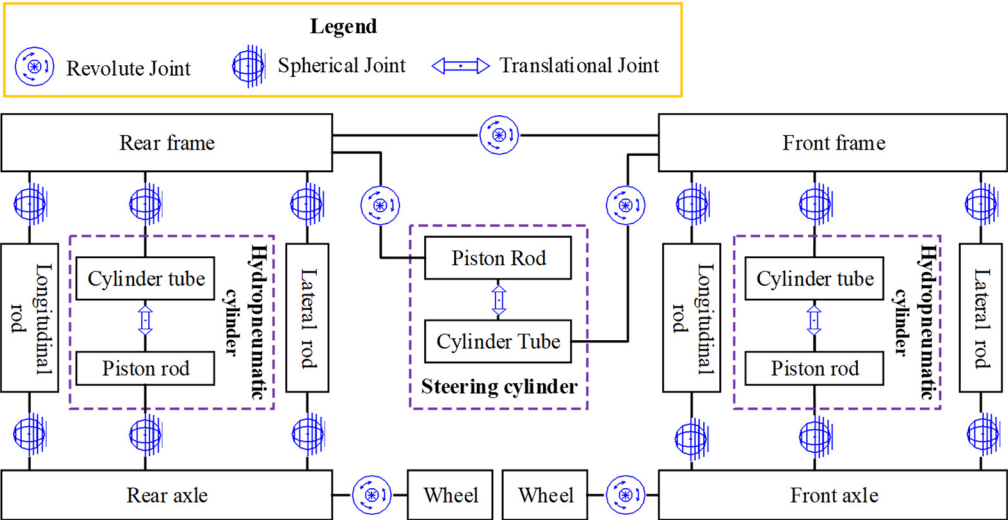 Legend
Revolute Joint
Spherical Joint
Translational Joint
Rear frame
Front frame
Longitudinal
rod
Cylinder tube
Piston rod
Hydropneumatic
cylinder
Lateral rod
Piston Rod
Cylinder Tube
Steering cylinder
Longitudinal
rod
Cylinder tube
Piston rod
Hydropneumatic
cylinder
Lateral rod
Rear axle
Wheel
Wheel
Front axle